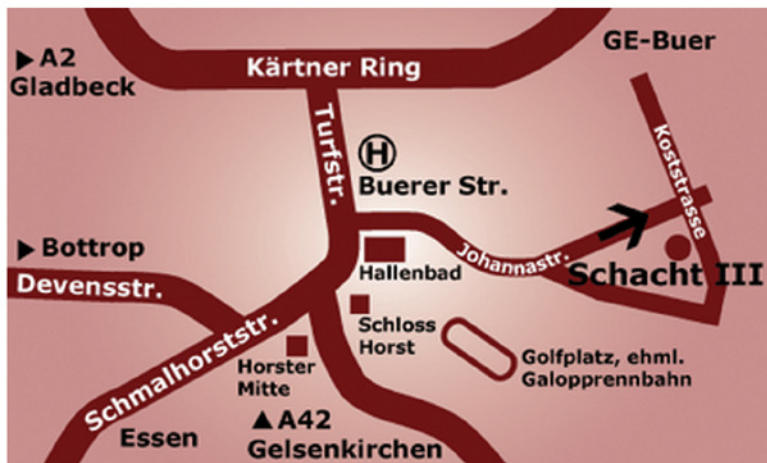 GE-Buer
▶ A2
Gladbeck
Kärtner Ring
Turfstr.
H
Buerer Str.
Koststrasse
▶ Bottrop
Devensstr.
Hallenbad
Johannastr.
Schacht III
Schmalhorststr.
Schloss
Horst
Horster
Mitte
Golfplatz, ehml.
Galopprennbahn
▲ A42
Gelsenkirchen
Essen